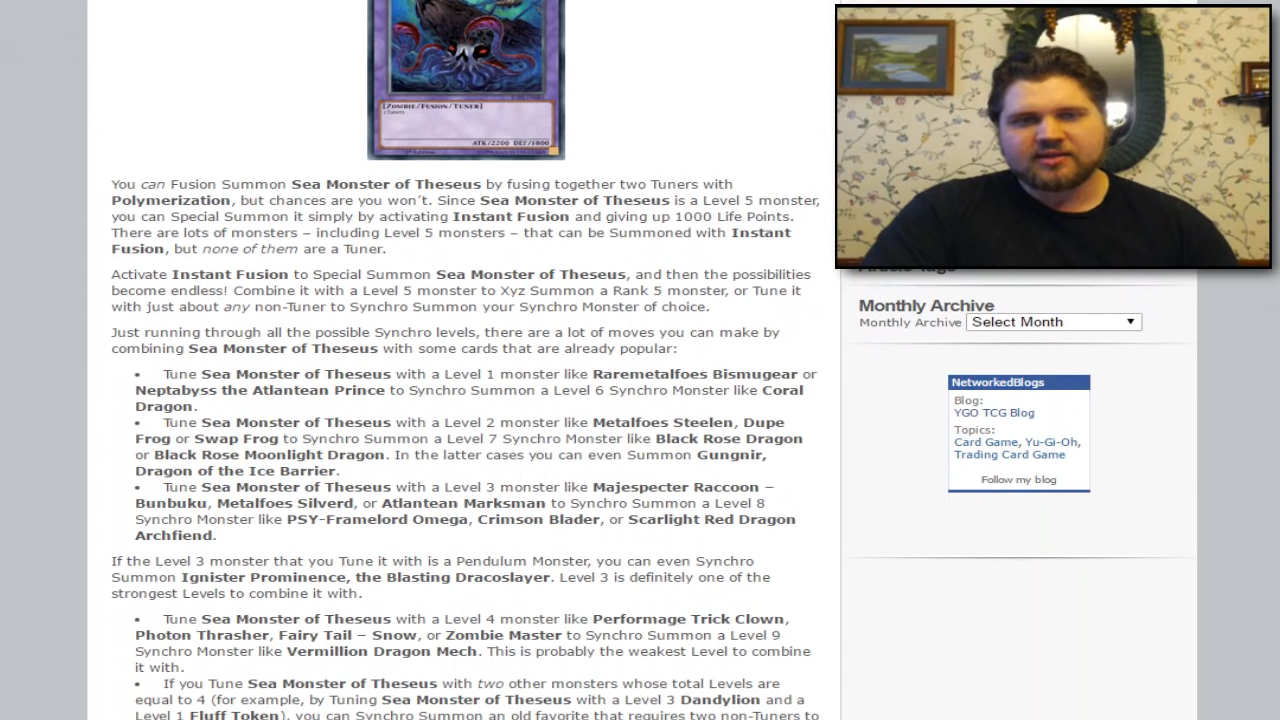 [ZOMBIE/FUSION/TUNER]
2 Tuners
ATK/2200 DEF/1800
You can Fusion Summon Sea Monster of Theseus by fusing together two Tuners with
Polymerization, but chances are you won't. Since Sea Monster of Theseus is a Level 5 monster,
you can Special Summon it simply by activating Instant Fusion and giving up 1000 Life Points.
There are lots of monsters – including Level 5 monsters – that can be Summoned with Instant
Fusion, but none of them are a Tuner.
Activate Instant Fusion to Special Summon Sea Monster of Theseus, and then the possibilities
become endless! Combine it with a Level 5 monster to Xyz Summon a Rank 5 monster, or Tune it
with just about any non-Tuner to Synchro Summon your Synchro Monster of choice.
Just running through all the possible Synchro levels, there are a lot of moves you can make by
combining Sea Monster of Theseus with some cards that are already popular:
• Tune Sea Monster of Theseus with a Level 1 monster like Raremetalfoes Bismugear or
Neptabyss the Atlantean Prince to Synchro Summon a Level 6 Synchro Monster like Coral
Dragon.
• Tune Sea Monster of Theseus with a Level 2 monster like Metalfoes Steelen, Dupe
Frog or Swap Frog to Synchro Summon a Level 7 Synchro Monster like Black Rose Dragon
or Black Rose Moonlight Dragon. In the latter cases you can even Summon Gungnir,
Dragon of the Ice Barrier.
• Tune Sea Monster of Theseus with a Level 3 monster like Majespecter Raccoon –
Bunbuku, Metalfoes Silverd, or Atlantean Marksman to Synchro Summon a Level 8
Synchro Monster like PSY-Framelord Omega, Crimson Blader, or Scarlight Red Dragon
Archfiend.
If the Level 3 monster that you Tune it with is a Pendulum Monster, you can even Synchro
Summon Ignister Prominence, the Blasting Dracoslayer. Level 3 is definitely one of the
strongest Levels to combine it with.
• Tune Sea Monster of Theseus with a Level 4 monster like Performage Trick Clown,
Photon Thrasher, Fairy Tail – Snow, or Zombie Master to Synchro Summon a Level 9
Synchro Monster like Vermillion Dragon Mech. This is probably the weakest Level to combine
it with.
• If you Tune Sea Monster of Theseus with two other monsters whose total Levels are
equal to 4 (for example, by Tuning Sea Monster of Theseus with a Level 3 Dandylion and a
Level 1 Fluff Token), you can Synchro Summon an old favorite that requires two non-Tuners to
Article Tags
Monthly Archive
Monthly Archive Select Month
NetworkedBlogs
Blog:
YGO TCG Blog
Topics:
Card Game, Yu-Gi-Oh,
Trading Card Game
Follow my blog